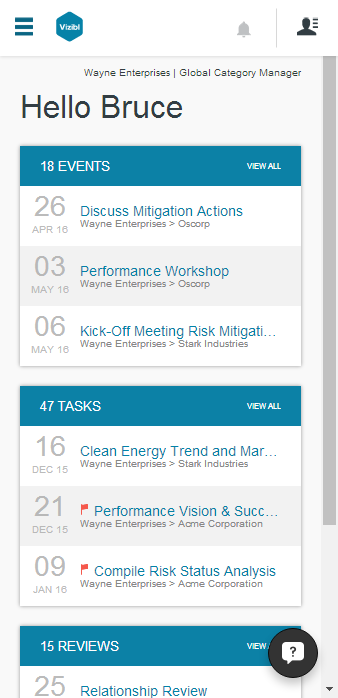 Vizibl
Wayne Enterprises | Global Category Manager
Hello Bruce
18 EVENTS VIEW ALL
26 Discuss Mitigation Actions
APR 16 Wayne Enterprises > Oscorp
03 Performance Workshop
MAY 16 Wayne Enterprises > Oscorp
06 Kick-Off Meeting Risk Mitigati...
MAY 16 Wayne Enterprises > Stark Industries
47 TASKS VIEW ALL
16 Clean Energy Trend and Mar...
DEC 15 Wayne Enterprises > Stark Industries
21 Performance Vision & Succ...
DEC 15 Wayne Enterprises > Acme Corporation
09 Compile Risk Status Analysis
JAN 16 Wayne Enterprises > Acme Corporation
15 REVIEWS VIEW
?
25 Relationship Review